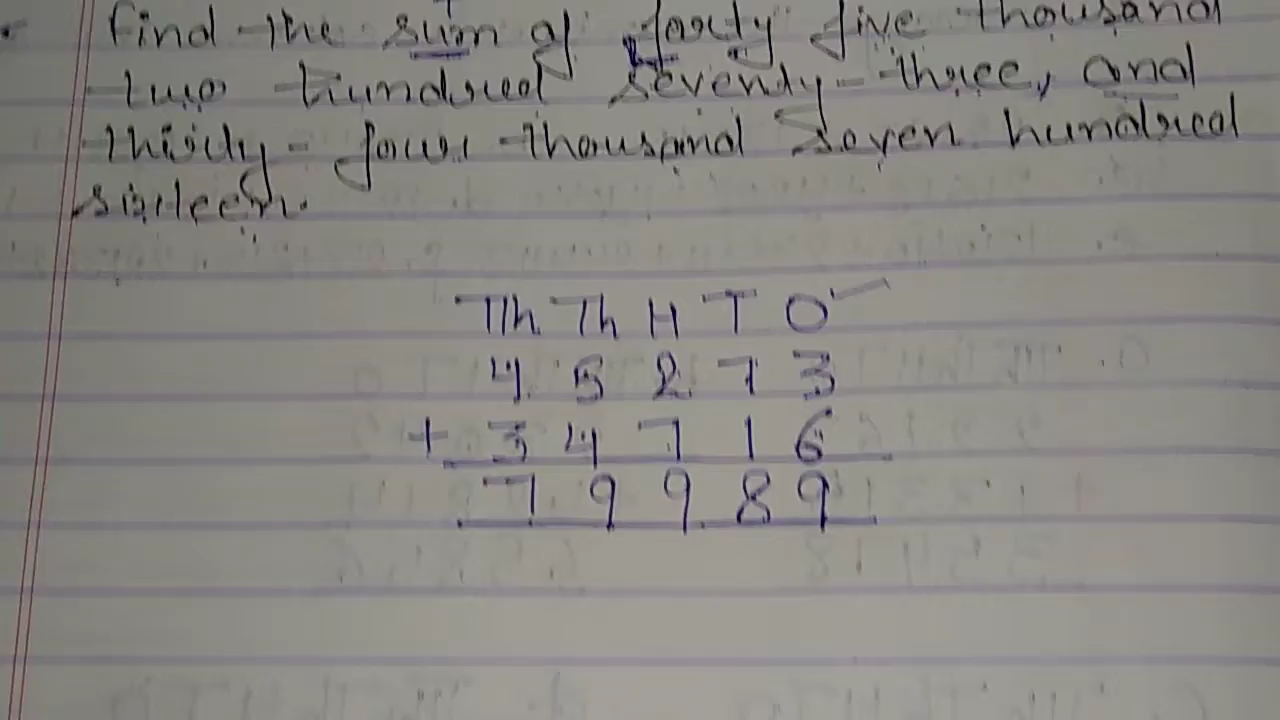 find the sum of forty five thousand
two hundred seventy-three, and
thirty-four thousand seven hundred
sixteen.
Tth Th H T O
4 5 2 7 3
+ 3 4 7 1 6
7 9 9 8 9